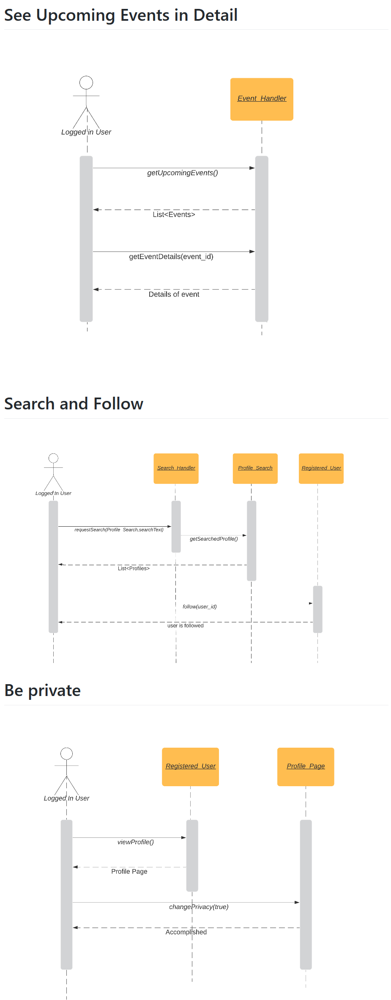 See Upcoming Events in Detail
Logged in User
Event_Handler
getUpcomingEvents()
List<Events>
getEventDetails(event_id)
Details of event
Search and Follow
Logged In User
Search_Handler
Profile_Search
Registered_User
requestSearch(Profile_Search,searchText)
getSearchedProfile()
List<Profiles>
follow(user_id)
user is followed
Be private
Logged In User
Registered_User
Profile_Page
viewProfile()
Profile Page
changePrivacy(true)
Accomplished